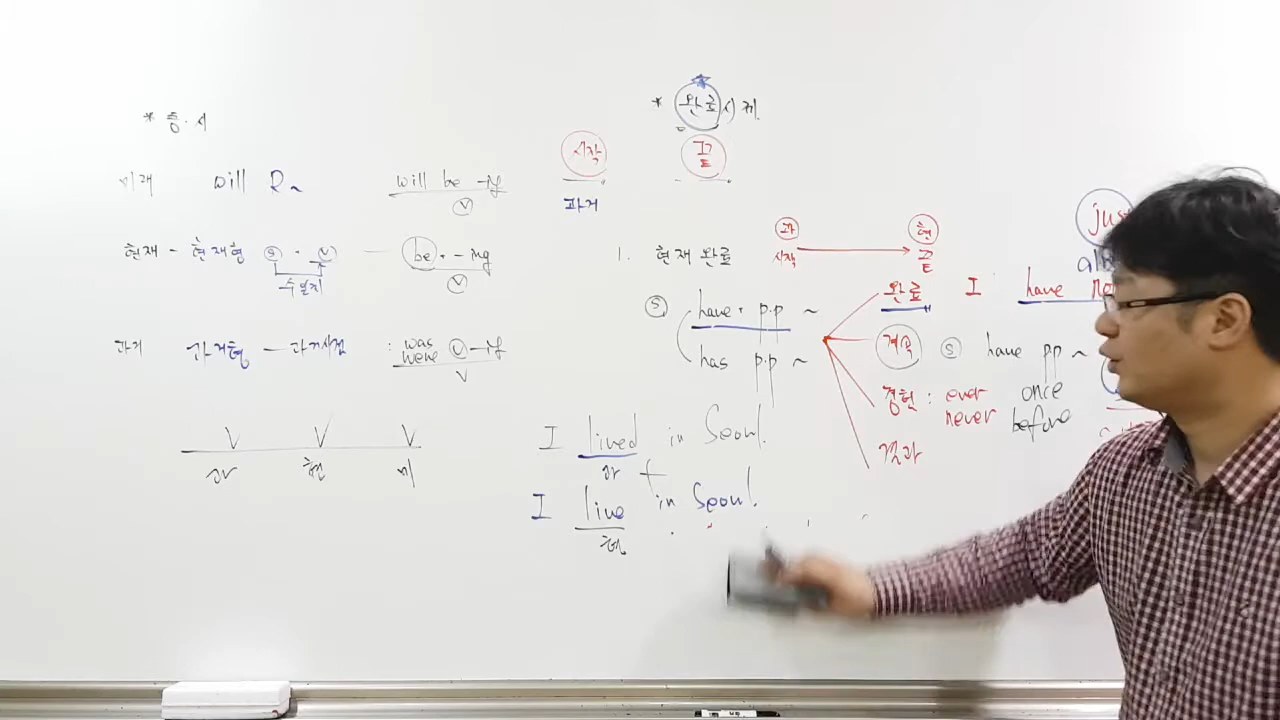 * 시
미래 will R~ will be -ing
V
현재 - 현재형 S · V — be · -ing
수일치 V
과거 과거형 - 과거시점 : was were V -ing
V
V V V
과 현 미
* 완료시제
시작 끝
과거
1. 현재 완료 과 시작 현 끝
S have · p.p ~
has p.p ~
완료 I have
계속 S have pp ~
경험 : ever never once before
결과
I lived in Seoul.
과 +
I live in Seoul.
현